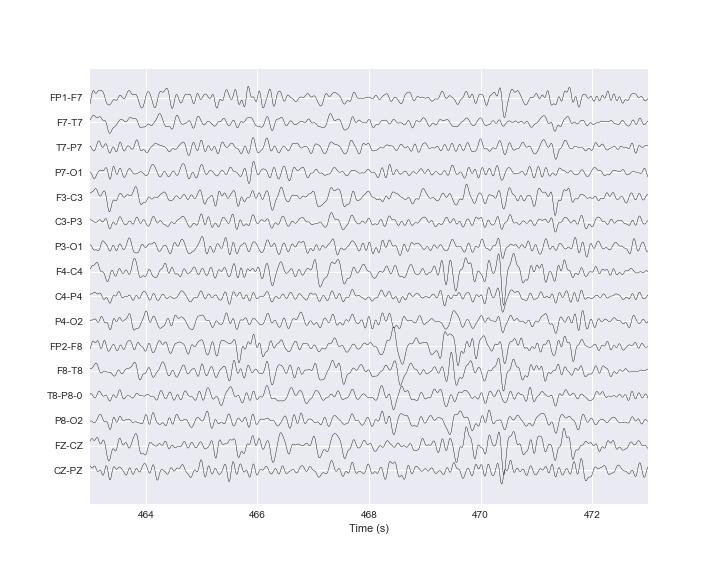 FP1-F7
F7-T7
T7-P7
P7-O1
F3-C3
C3-P3
P3-O1
F4-C4
C4-P4
P4-O2
FP2-F8
F8-T8
T8-P8-0
P8-O2
FZ-CZ
CZ-PZ
464 466 468 470 472
Time (s)